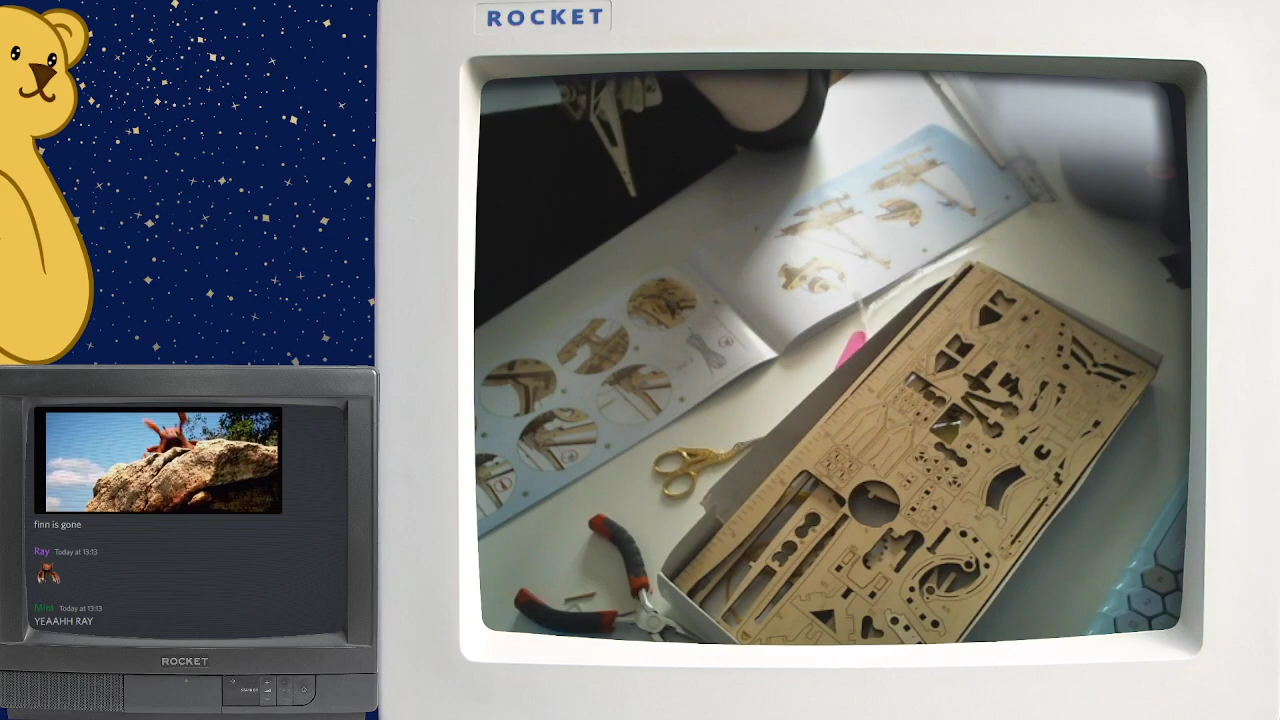 ROCKET
finn is gone
Ray Today at 13:13
Mint Today at 13:13
YEAAHH RAY
ROCKET